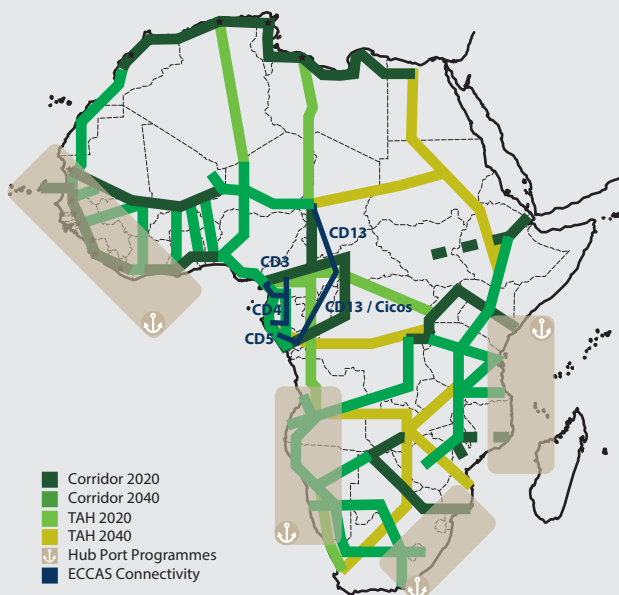 CD13
CD3
CD4
CD13 / Cicos
CD5
Corridor 2020
Corridor 2040
TAH 2020
TAH 2040
Hub Port Programmes
ECCAS Connectivity